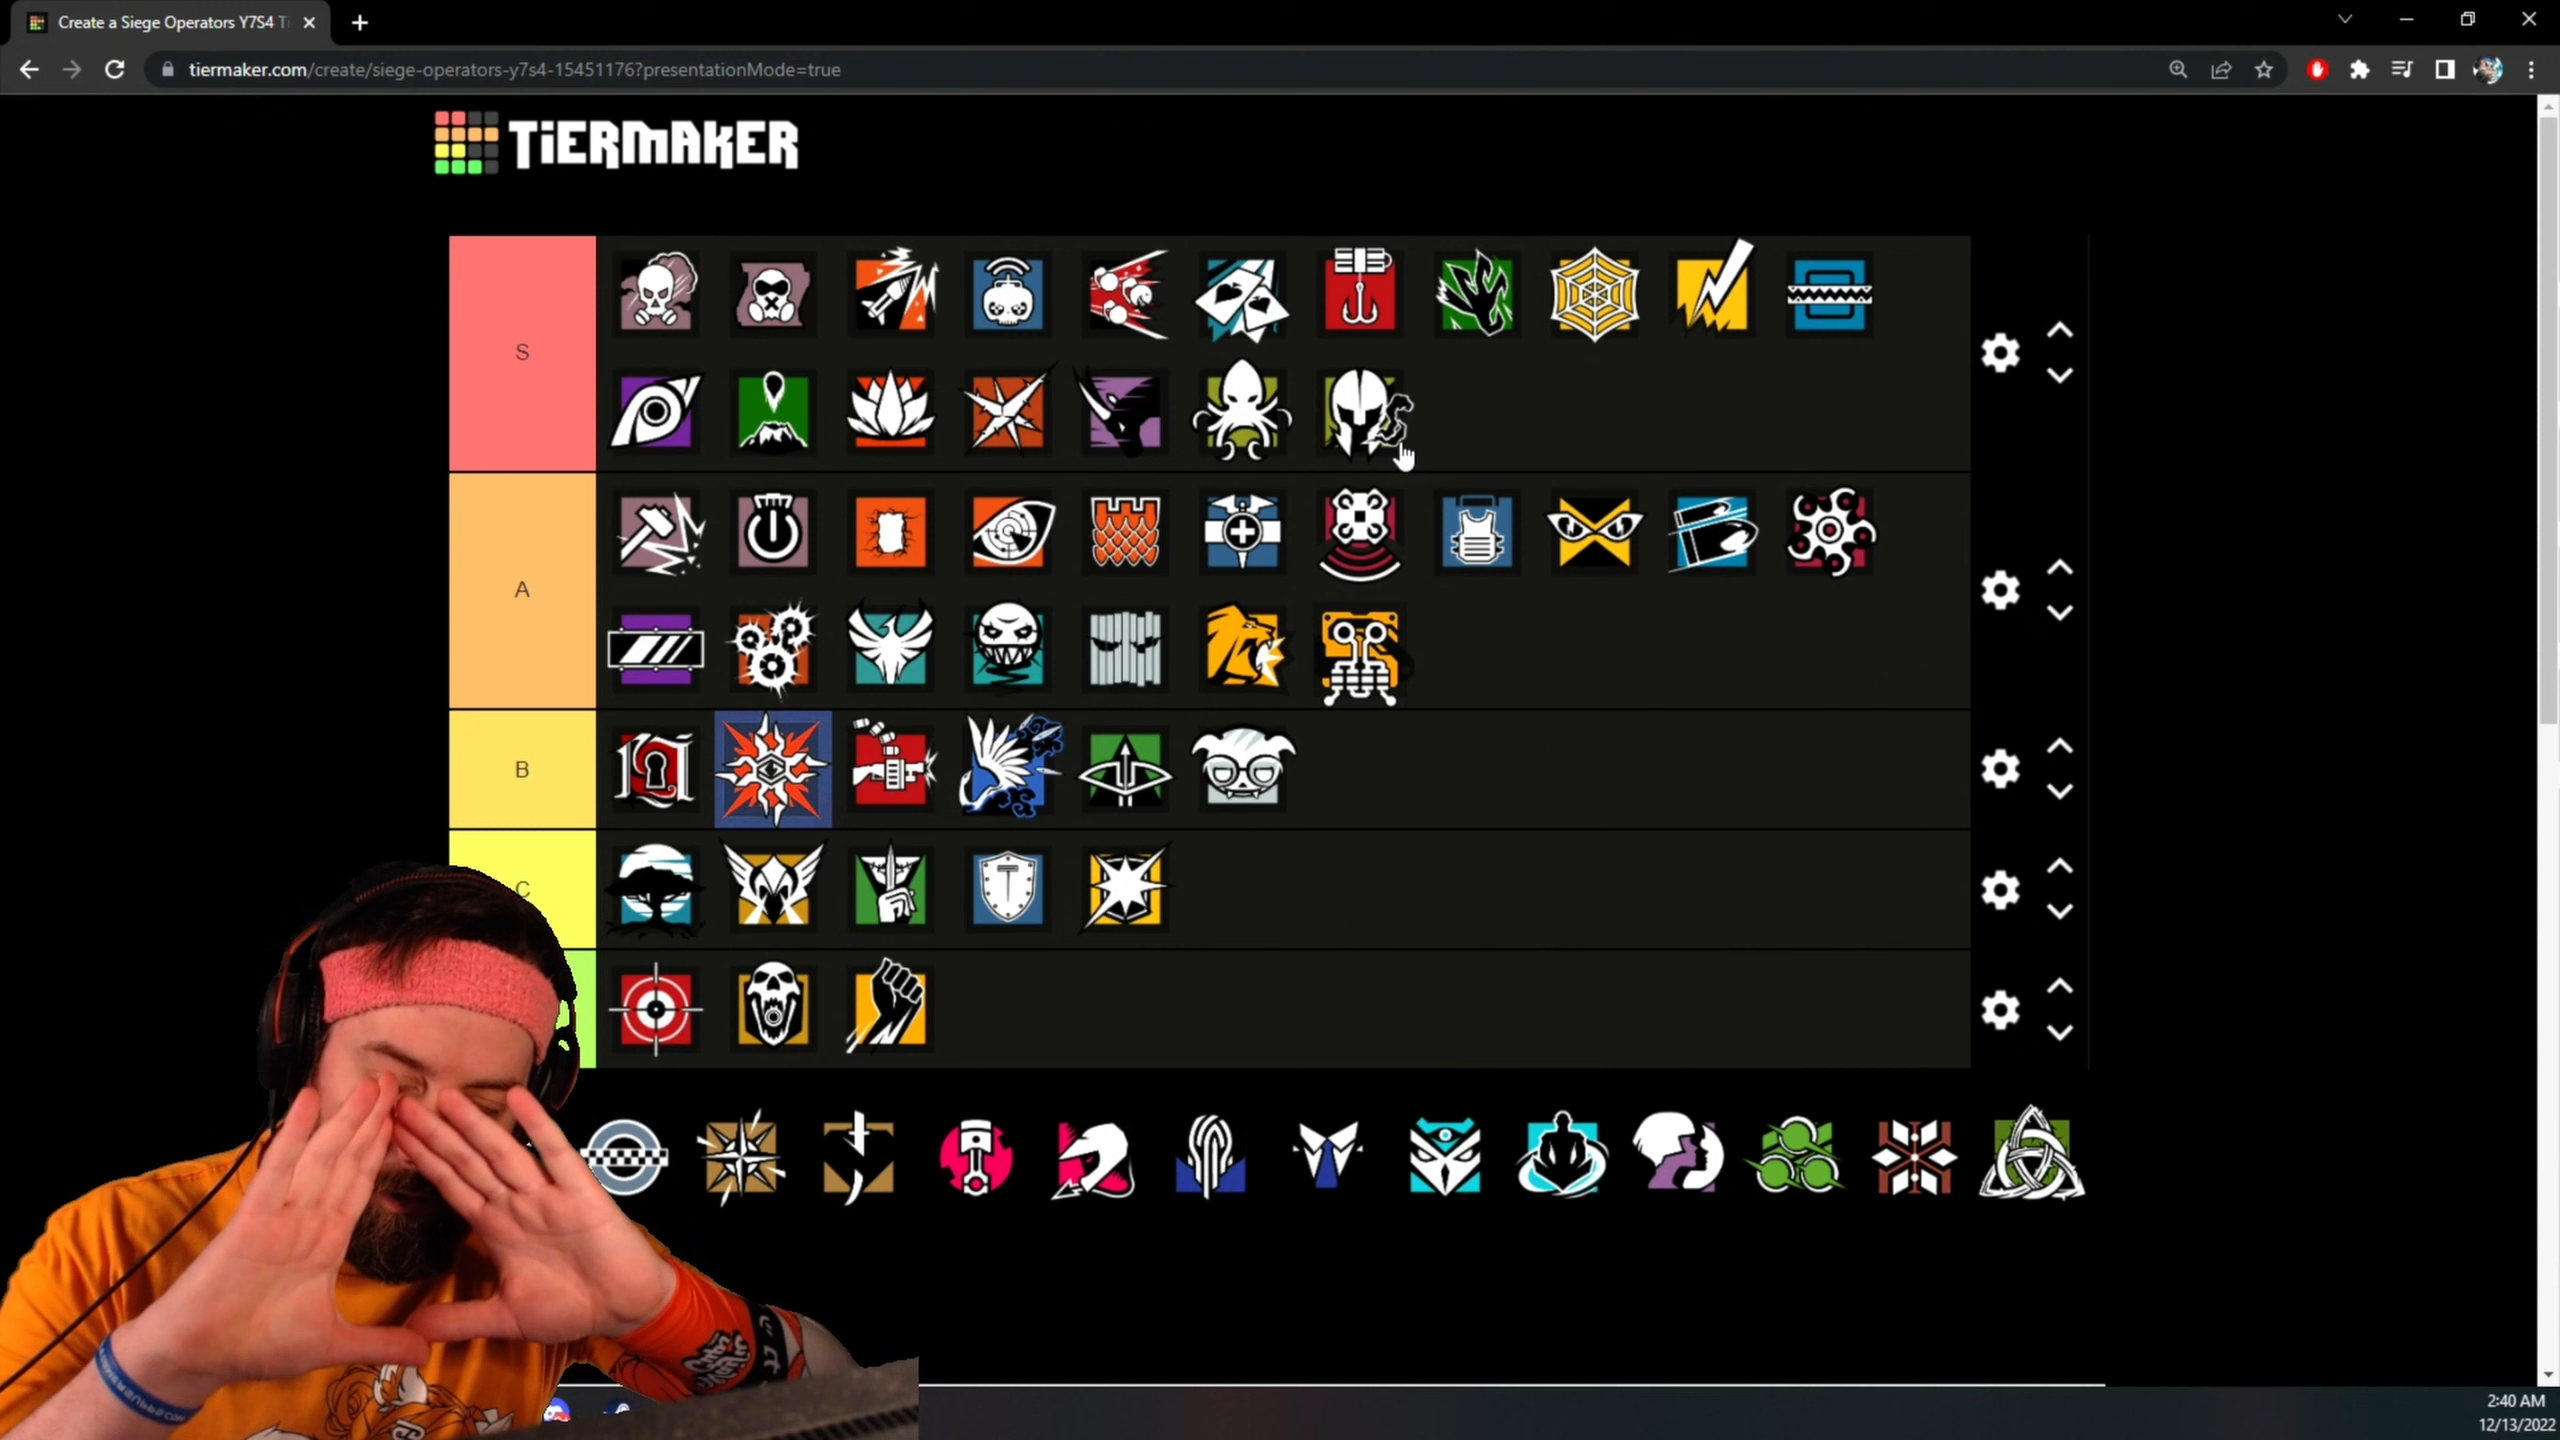 Create a Siege Operators Y7S4 Ti
tiermaker.com/create/siege-operators-y7s4-15451176?presentationMode=true
TiERMAKER
S
A
B
C
2:40 AM
12/13/2022